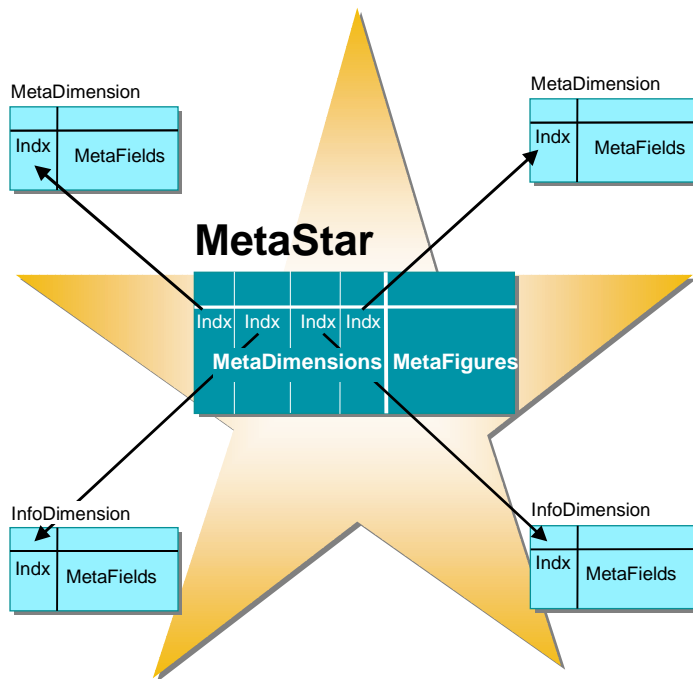 MetaDimension
Indx
MetaFields
MetaDimension
Indx
MetaFields
MetaStar
Indx Indx Indx Indx
MetaDimensions MetaFigures
InfoDimension
Indx
MetaFields
InfoDimension
Indx
MetaFields